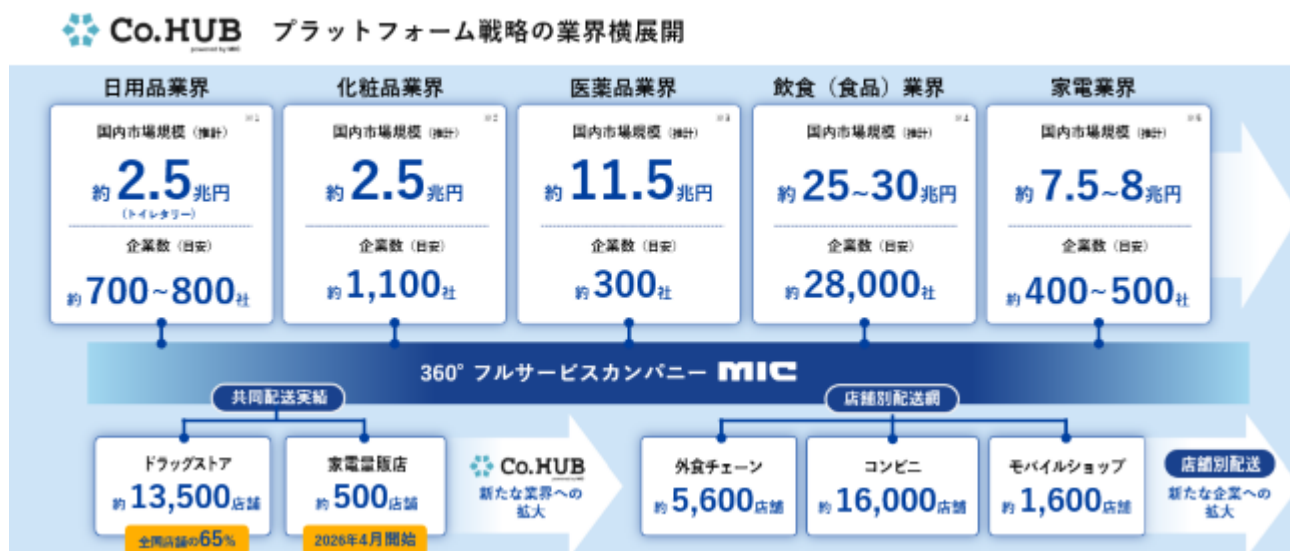 Co.HUB プラットフォーム戦略の業界横展開
powered by MIC
日用品業界
国内市場規模（推計）
※1
約2.5兆円
（トイレタリー）
企業数（目安）
約700~800社
化粧品業界
国内市場規模（推計）
※2
約2.5兆円
企業数（目安）
約1,100社
医薬品業界
国内市場規模（推計）
※3
約11.5兆円
企業数（目安）
約300社
飲食（食品）業界
国内市場規模（推計）
※4
約25~30兆円
企業数（目安）
約28,000社
家電業界
国内市場規模（推計）
※5
約7.5~8兆円
企業数（目安）
約400~500社
360° フルサービスカンパニー MIC
共同配送実績
ドラッグストア
約13,500店舗
全国店舗の65%
家電量販店
約500店舗
2026年4月開始
Co.HUB
新たな業界への
拡大
店舗別配送網
外食チェーン
約5,600店舗
コンビニ
約16,000店舗
モバイルショップ
約1,600店舗
店舗別配送
新たな企業への
拡大